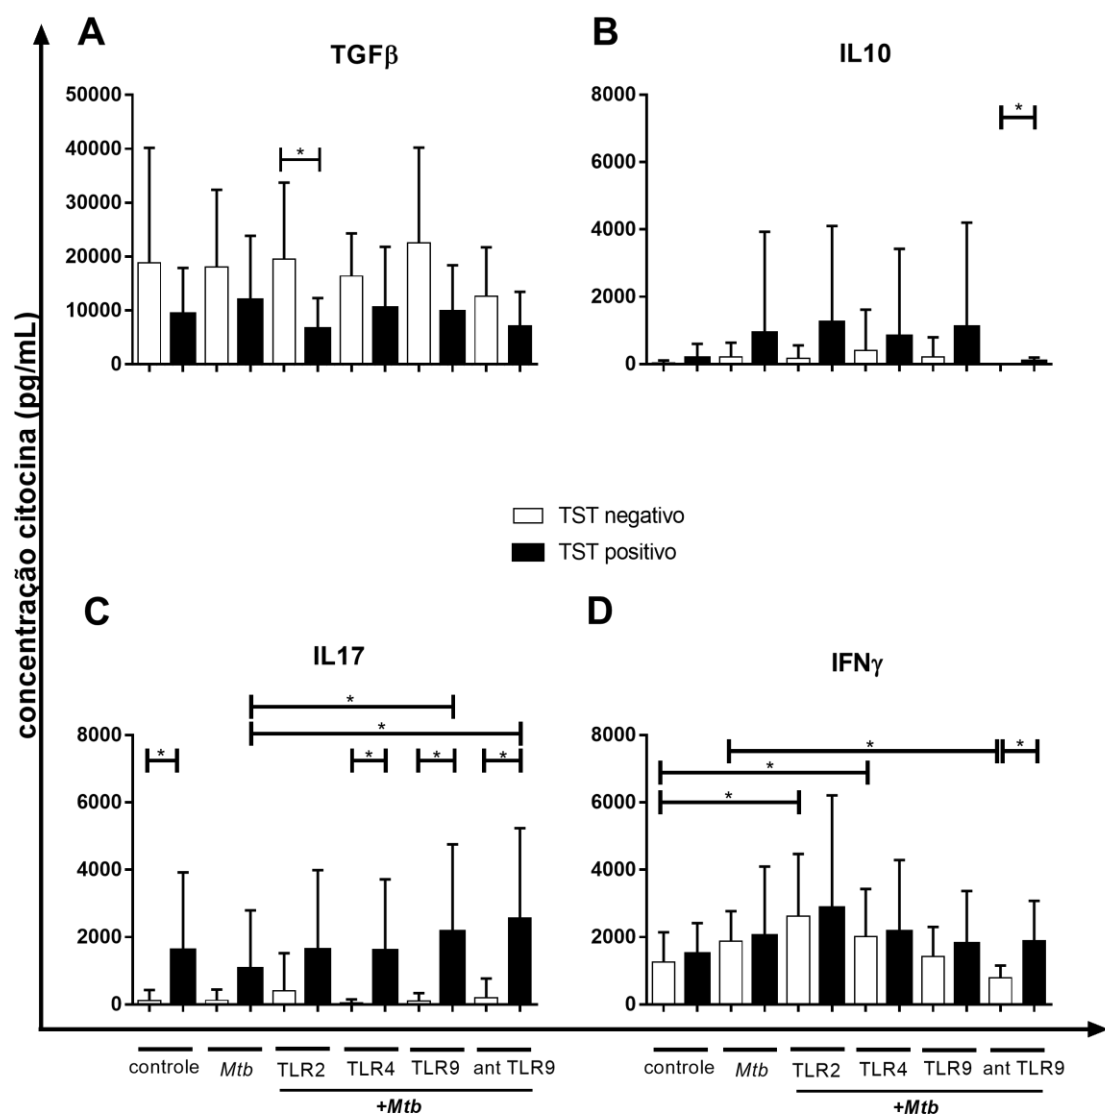 A
TGFβ
50000
40000
30000
20000
10000
0
*
B
IL10
8000
6000
4000
2000
0
*
concentração citocina (pg/mL)
TST negativo
TST positivo
C
IL17
8000
6000
4000
2000
0
*
*
*
*
*
*
controle
Mtb
TLR2
TLR4
TLR9
ant TLR9
+Mtb
D
IFNγ
8000
6000
4000
2000
0
*
*
*
*
controle
Mtb
TLR2
TLR4
TLR9
ant TLR9
+Mtb